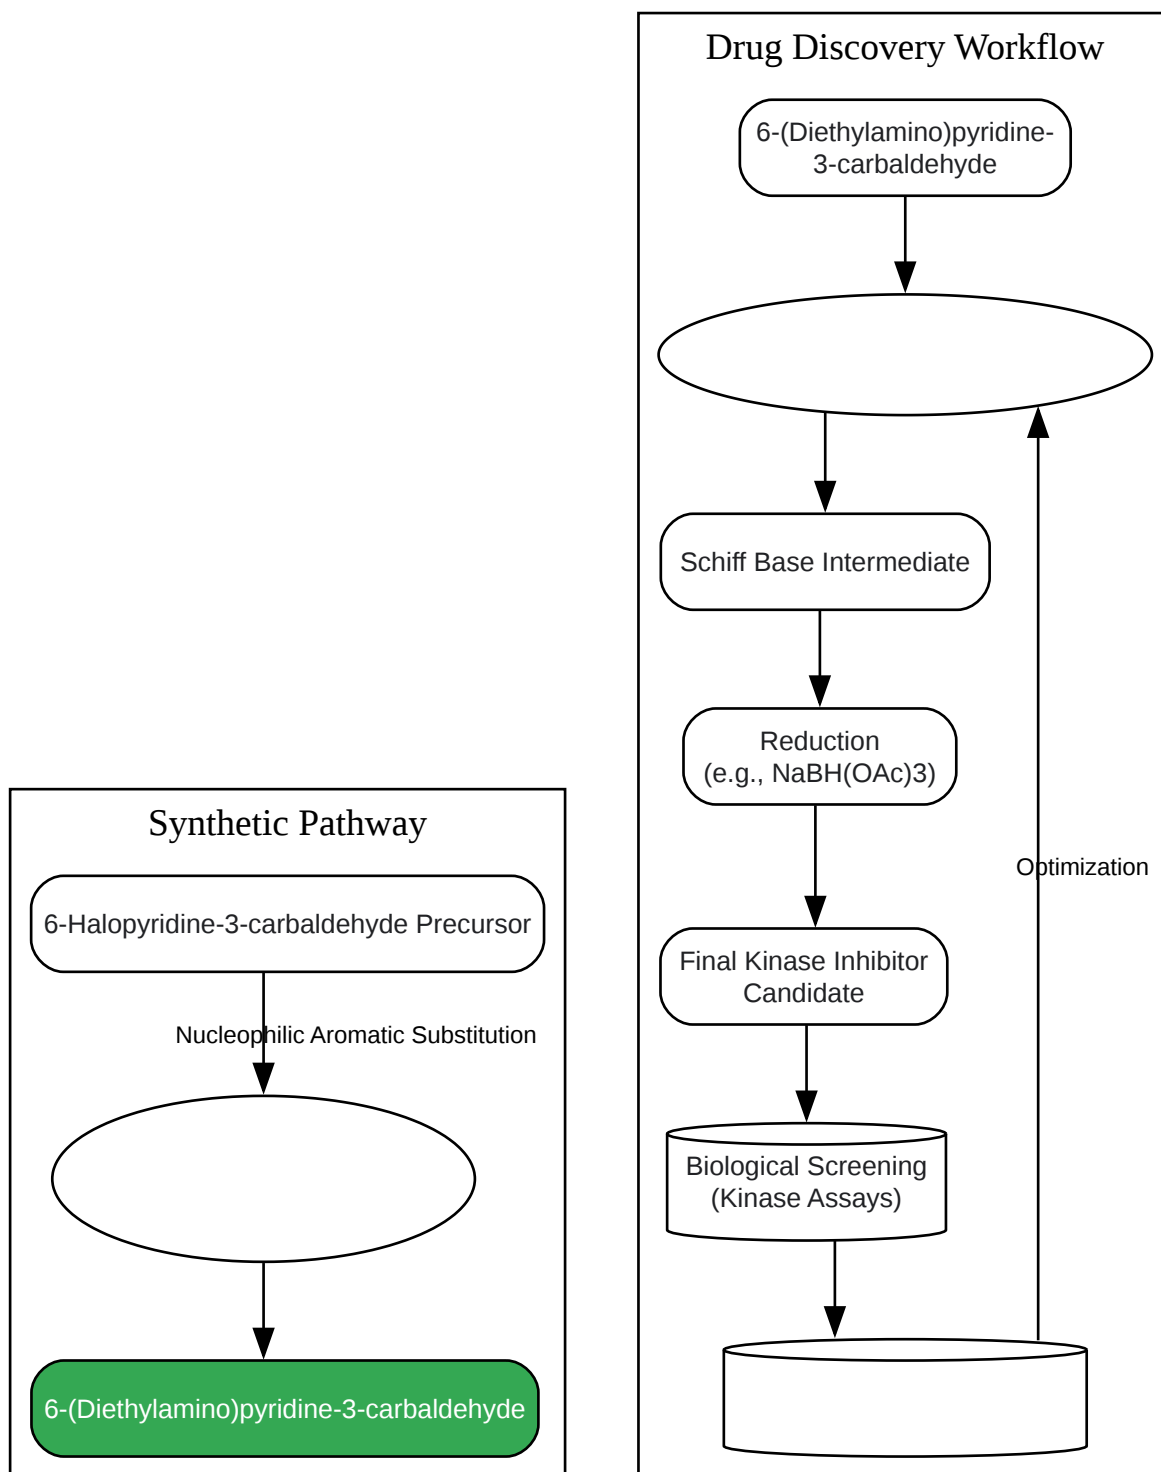 Drug Discovery Workflow
6-(Diethylamino)pyridine-
3-carbaldehyde
Schiff Base Intermediate
Reduction
(e.g., NaBH(OAc)3)
Optimization
Final Kinase Inhibitor
Candidate
Biological Screening
(Kinase Assays)
Synthetic Pathway
6-Halopyridine-3-carbaldehyde Precursor
Nucleophilic Aromatic Substitution
6-(Diethylamino)pyridine-3-carbaldehyde